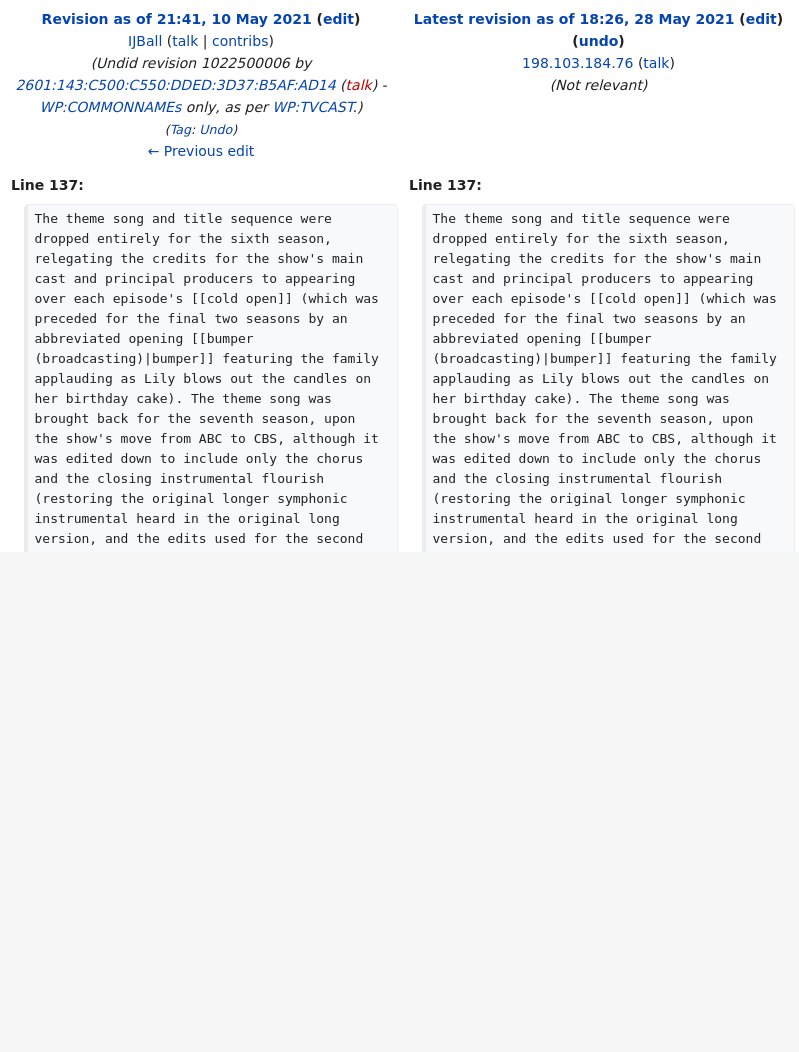 Revision as of 21:41, 10 May 2021 (edit)
IJBall (talk | contribs)
(Undid revision 1022500006 by
2601:143:C500:C550:DDED:3D37:B5AF:AD14 (talk) -
WP:COMMONNAMEs only, as per WP:TVCAST.)
(Tag: Undo)
← Previous edit
Latest revision as of 18:26, 28 May 2021 (edit)
(undo)
198.103.184.76 (talk)
(Not relevant)
Line 137:
The theme song and title sequence were
dropped entirely for the sixth season,
relegating the credits for the show's main
cast and principal producers to appearing
over each episode's [[cold open]] (which was
preceded for the final two seasons by an
abbreviated opening [[bumper
(broadcasting)|bumper]] featuring the family
applauding as Lily blows out the candles on
her birthday cake). The theme song was
brought back for the seventh season, upon
the show's move from ABC to CBS, although it
was edited down to include only the chorus
and the closing instrumental flourish
(restoring the original longer symphonic
instrumental heard in the original long
version, and the edits used for the second
Line 137:
The theme song and title sequence were
dropped entirely for the sixth season,
relegating the credits for the show's main
cast and principal producers to appearing
over each episode's [[cold open]] (which was
preceded for the final two seasons by an
abbreviated opening [[bumper
(broadcasting)|bumper]] featuring the family
applauding as Lily blows out the candles on
her birthday cake). The theme song was
brought back for the seventh season, upon
the show's move from ABC to CBS, although it
was edited down to include only the chorus
and the closing instrumental flourish
(restoring the original longer symphonic
instrumental heard in the original long
version, and the edits used for the second